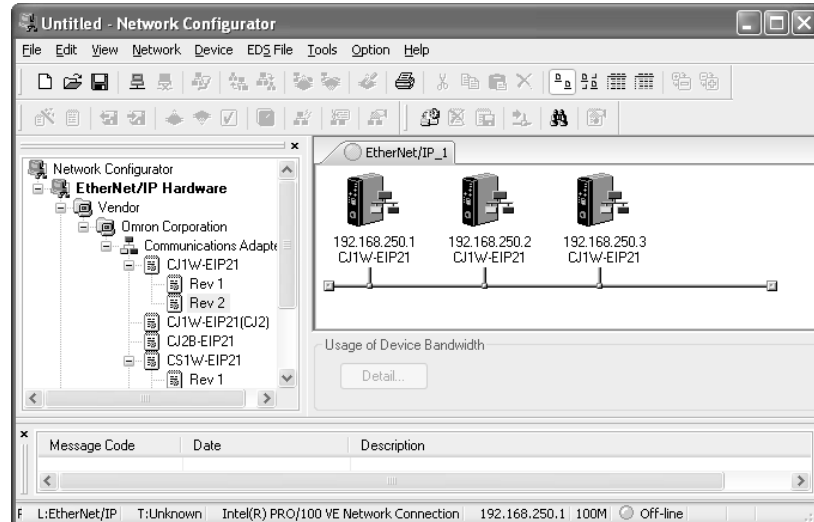 Untitled - Network Configurator
File Edit View Network Device EDS File Tools Option Help
Network Configurator
EtherNet/IP Hardware
Vendor
Omron Corporation
Communications Adapte
CJ1W-EIP21
Rev 1
Rev 2
CJ1W-EIP21(CJ2)
CJ2B-EIP21
CS1W-EIP21
Rev 1
EtherNet/IP_1
192.168.250.1 192.168.250.2 192.168.250.3
CJ1W-EIP21 CJ1W-EIP21 CJ1W-EIP21
Usage of Device Bandwidth
Detail...
Message Code Date Description
L:EtherNet/IP T:Unknown Intel(R) PRO/100 VE Network Connection 192.168.250.1 100M Off-line